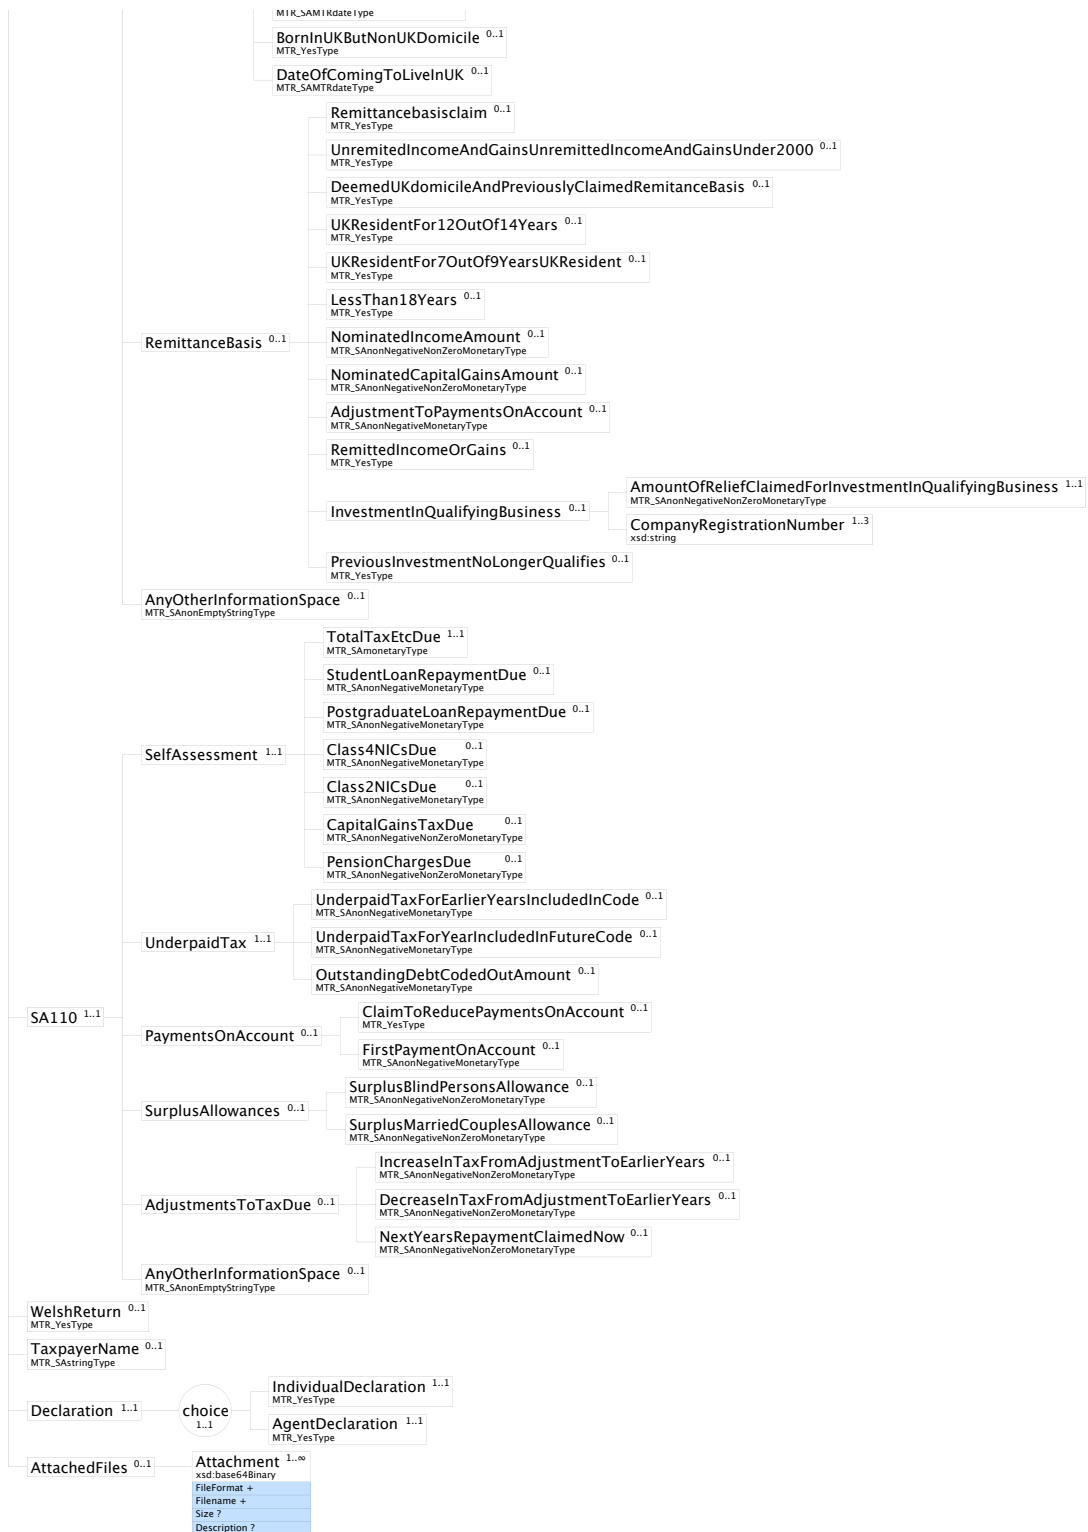 MTR_SAMTRdateType
BornInUKButNonUKDomicile 0..1
MTR_YesType
DateOfComingToLiveInUK 0..1
MTR_SAMTRdateType
Remittancebasisclaim 0..1
MTR_YesType
UnremitedIncomeAndGainsUnremittedIncomeAndGainsUnder2000 0..1
MTR_YesType
DeemedUKdomicileAndPreviouslyClaimedRemitanceBasis 0..1
MTR_YesType
UKResidentFor12OutOf14Years 0..1
MTR_YesType
UKResidentFor7OutOf9YearsUKResident 0..1
MTR_YesType
LessThan18Years 0..1
MTR_YesType
RemittanceBasis 0..1
NominatedIncomeAmount 0..1
MTR_SAnonNegativeNonZeroMonetaryType
NominatedCapitalGainsAmount 0..1
MTR_SAnonNegativeNonZeroMonetaryType
AdjustmentToPaymentsOnAccount 0..1
MTR_SAnonNegativeMonetaryType
RemittedIncomeOrGains 0..1
MTR_YesType
InvestmentInQualifyingBusiness 0..1
AmountOfReliefClaimedForInvestmentInQualifyingBusiness 1..1
MTR_SAnonNegativeNonZeroMonetaryType
CompanyRegistrationNumber 1..3
xsd:string
PreviousInvestmentNoLongerQualifies 0..1
MTR_YesType
AnyOtherInformationSpace 0..1
MTR_SAnonEmptyStringType
TotalTaxEtcDue 1..1
MTR_SAmonetaryType
StudentLoanRepaymentDue 0..1
MTR_SAnonNegativeMonetaryType
PostgraduateLoanRepaymentDue 0..1
MTR_SAnonNegativeMonetaryType
SelfAssessment 1..1
Class4NICsDue 0..1
MTR_SAnonNegativeMonetaryType
Class2NICsDue 0..1
MTR_SAnonNegativeMonetaryType
CapitalGainsTaxDue 0..1
MTR_SAnonNegativeNonZeroMonetaryType
PensionChargesDue 0..1
MTR_SAnonNegativeNonZeroMonetaryType
UnderpaidTax 1..1
UnderpaidTaxForEarlierYearsIncludedInCode 0..1
MTR_SAnonNegativeMonetaryType
UnderpaidTaxForYearIncludedInFutureCode 0..1
MTR_SAnonNegativeMonetaryType
OutstandingDebtCodedOutAmount 0..1
MTR_SAnonNegativeMonetaryType
SA110 1..1
PaymentsOnAccount 0..1
ClaimToReducePaymentsOnAccount 0..1
MTR_YesType
FirstPaymentOnAccount 0..1
MTR_SAnonNegativeMonetaryType
SurplusAllowances 0..1
SurplusBlindPersonsAllowance 0..1
MTR_SAnonNegativeNonZeroMonetaryType
SurplusMarriedCouplesAllowance 0..1
MTR_SAnonNegativeNonZeroMonetaryType
AdjustmentsToTaxDue 0..1
IncreaseInTaxFromAdjustmentToEarlierYears 0..1
MTR_SAnonNegativeNonZeroMonetaryType
DecreaseInTaxFromAdjustmentToEarlierYears 0..1
MTR_SAnonNegativeNonZeroMonetaryType
NextYearsRepaymentClaimedNow 0..1
MTR_SAnonNegativeNonZeroMonetaryType
AnyOtherInformationSpace 0..1
MTR_SAnonEmptyStringType
WelshReturn 0..1
MTR_YesType
TaxpayerName 0..1
MTR_SAstringType
Declaration 1..1
choice
1..1
IndividualDeclaration 1..1
MTR_YesType
AgentDeclaration 1..1
MTR_YesType
AttachedFiles 0..1
Attachment 1..∞
xsd:base64Binary
FileFormat +
Filename +
Size ?
Description ?